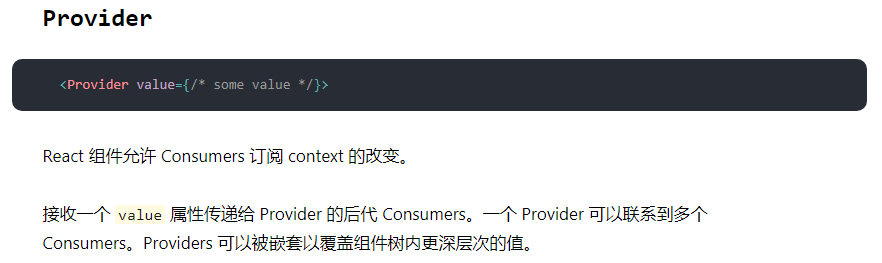 Provider
<Provider value={/* some value */}>
React 组件允许 Consumers 订阅 context 的改变。
接收一个 value 属性传递给 Provider 的后代 Consumers。一个 Provider 可以联系到多个
Consumers。Providers 可以被嵌套以覆盖组件树内更深层次的值。